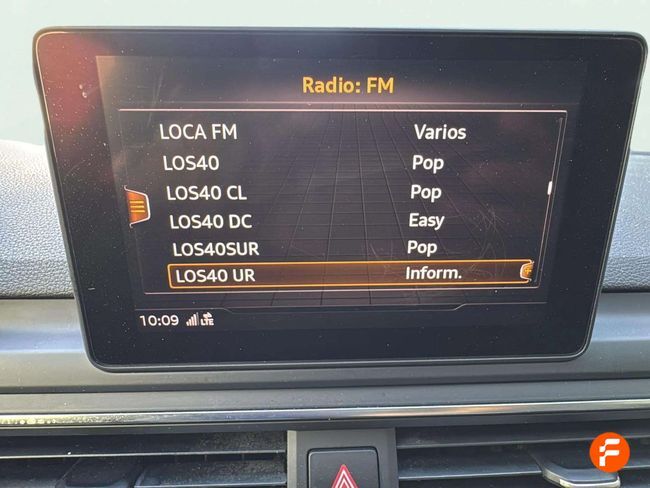 Radio: FM
LOCA FM Varios
LOS40 Pop
LOS40 CL Pop
LOS40 DC Easy
LOS40SUR Pop
LOS40 UR Inform.
10:09 LTE